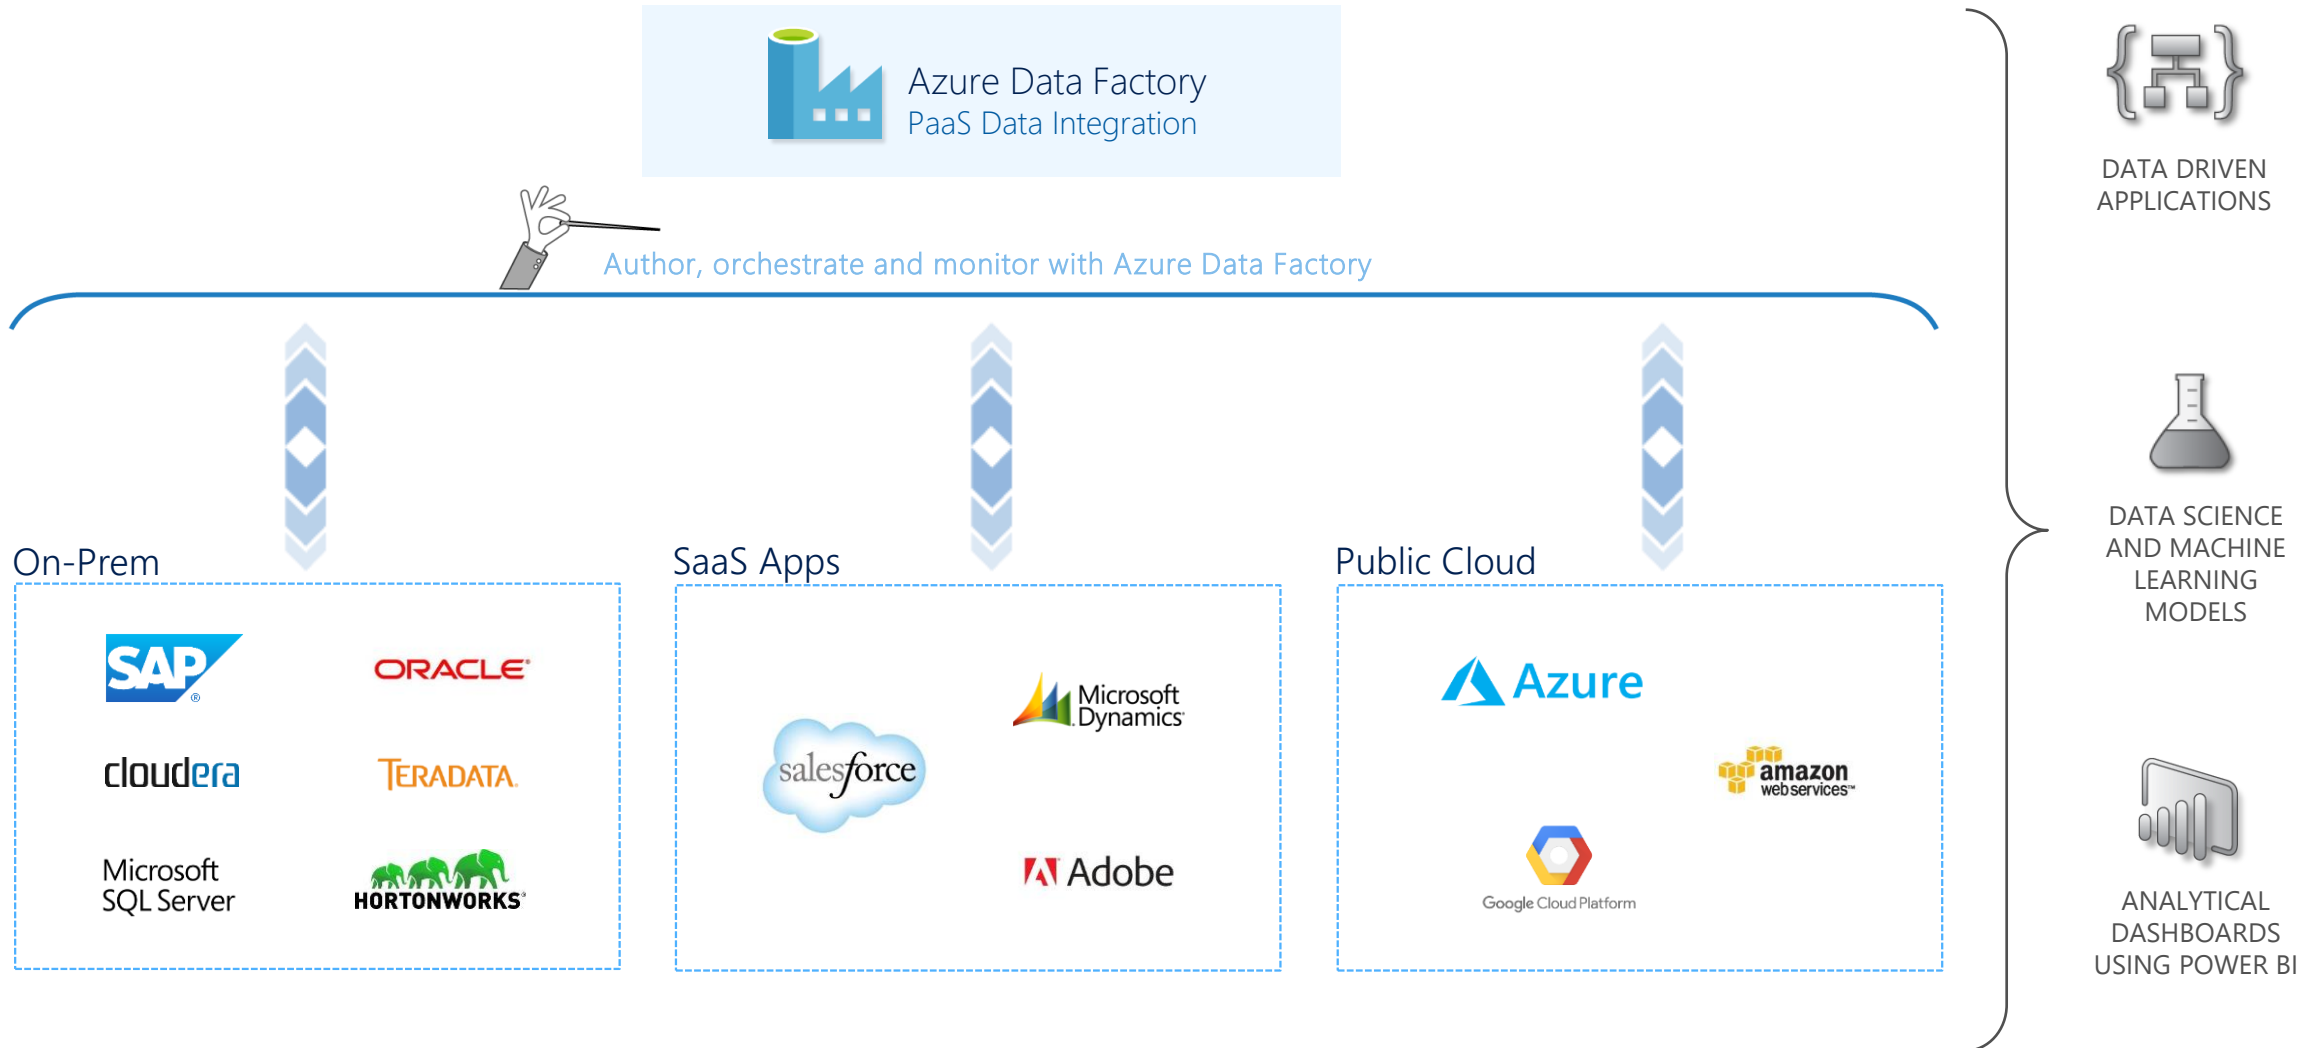 Azure Data Factory
PaaS Data Integration
Author, orchestrate and monitor with Azure Data Factory
On-Prem
SAP®
ORACLE®
cloudera
TERADATA.
Microsoft
SQL Server
HORTONWORKS®
SaaS Apps
salesforce
Microsoft
Dynamics®
Adobe
Public Cloud
Azure
amazon
web services™
Google Cloud Platform
DATA DRIVEN
APPLICATIONS
DATA SCIENCE
AND MACHINE
LEARNING
MODELS
ANALYTICAL
DASHBOARDS
USING POWER BI